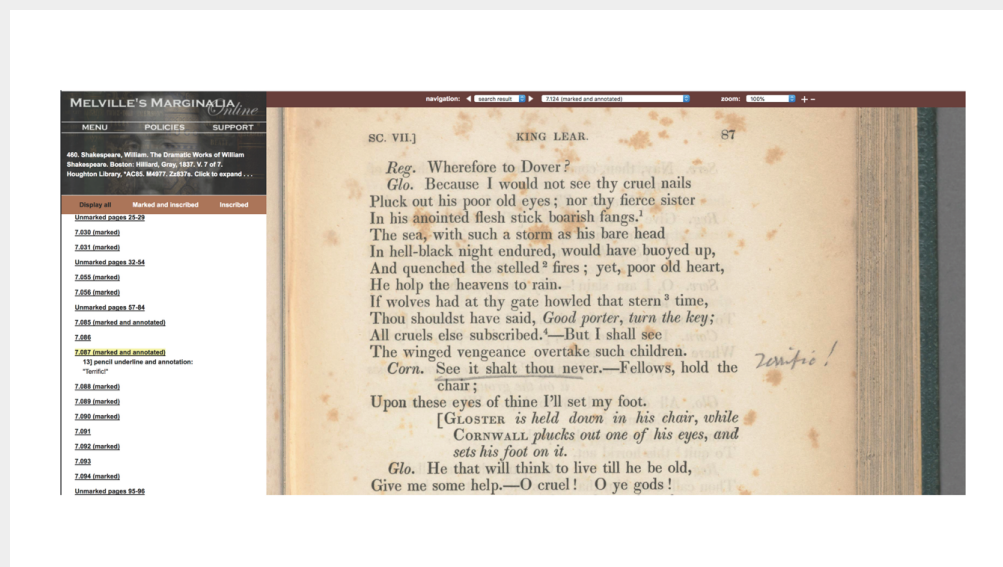 MELVILLE'S MARGINALIA
Online
MENU POLICIES SUPPORT
460. Shakespeare, William. The Dramatic Works of William
Shakespeare. Boston: Hilliard, Gray, 1837. V. 7 of 7.
Houghton Library, *AC85. M4977. Zz837s. Click to expand . . .
Display all Marked and inscribed Inscribed
Unmarked pages 25-29
7.030 (marked)
7.031 (marked)
Unmarked pages 32-54
7.055 (marked)
7.056 (marked)
Unmarked pages 57-84
7.085 (marked and annotated)
7.086
7.087 (marked and annotated)
13] pencil underline and annotation:
"Terrific!"
7.088 (marked)
7.089 (marked)
7.090 (marked)
7.091
7.092 (marked)
7.093
7.094 (marked)
Unmarked pages 95-96
navigation: search result 7.124 (marked and annotated) zoom: 100% + −
SC. VII.] KING LEAR. 87
Reg. Wherefore to Dover?
Glo. Because I would not see thy cruel nails
Pluck out his poor old eyes; nor thy fierce sister
In his anointed flesh stick boarish fangs.¹
The sea, with such a storm as his bare head
In hell-black night endured, would have buoyed up,
And quenched the stelled ² fires; yet, poor old heart,
He holp the heavens to rain.
If wolves had at thy gate howled that stern ³ time,
Thou shouldst have said, Good porter, turn the key;
All cruels else subscribed.⁴—But I shall see
The winged vengeance overtake such children.
Corn. See it shalt thou never.—Fellows, hold the
chair;
Terrific!
Upon these eyes of thine I'll set my foot.
[GLOSTER is held down in his chair, while
CORNWALL plucks out one of his eyes, and
sets his foot on it.
Glo. He that will think to live till he be old,
Give me some help.—O cruel! O ye gods!